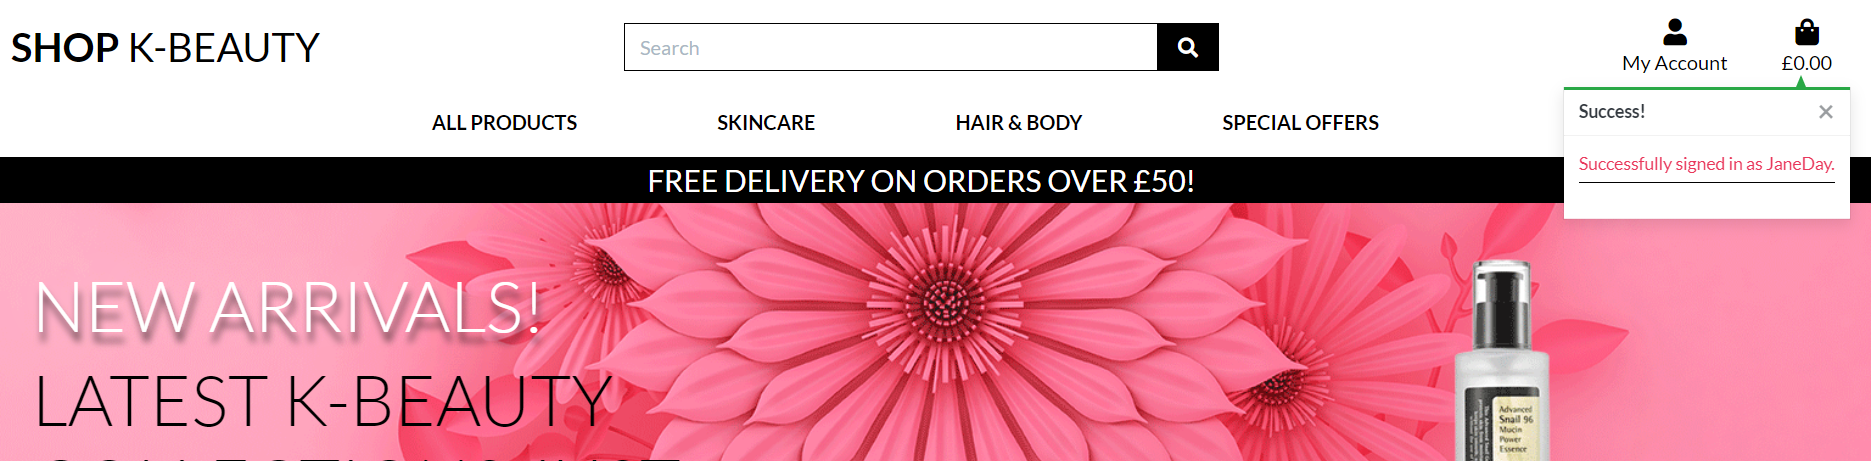 SHOP K-BEAUTY
Search
My Account
£0.00
ALL PRODUCTS
SKINCARE
HAIR & BODY
SPECIAL OFFERS
Success!
Successfully signed in as JaneDay.
FREE DELIVERY ON ORDERS OVER £50!
NEW ARRIVALS!
LATEST K-BEAUTY
Advanced
Snail 96
Mucin
Power
Essence